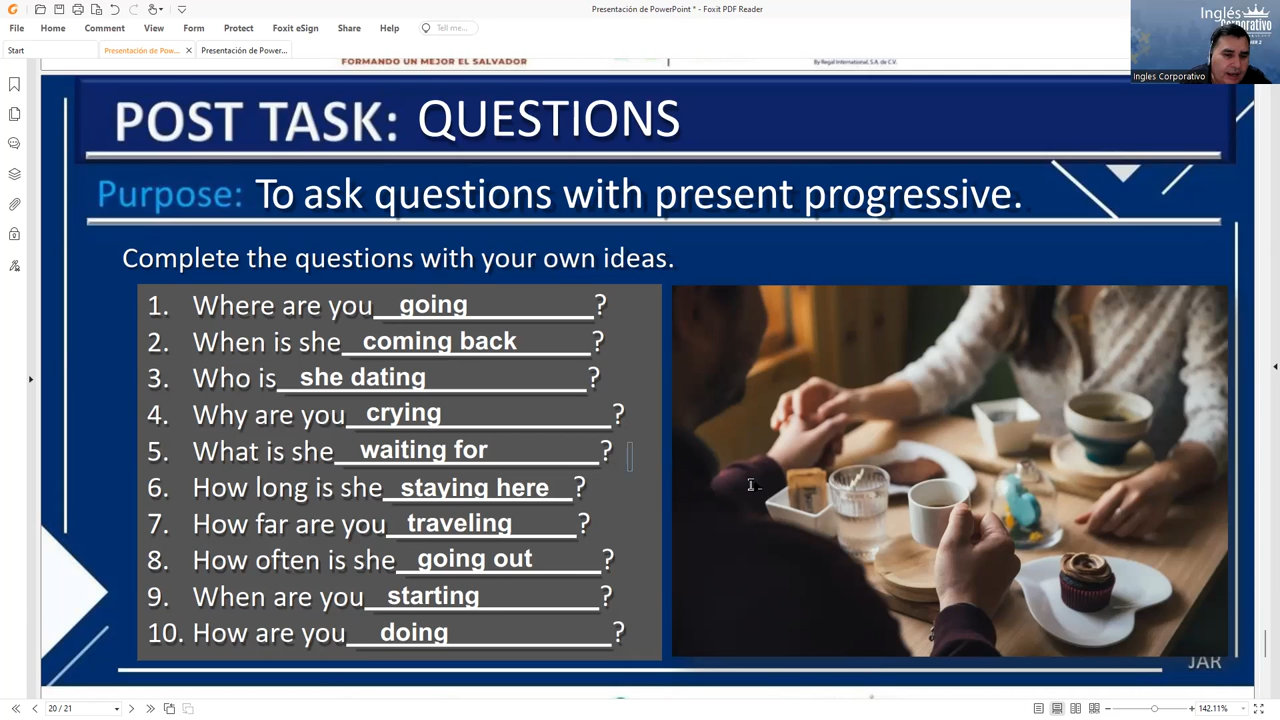 Presentación de PowerPoint * - Foxit PDF Reader
File Home Comment View Form Protect Foxit eSign Share Help Tell me...
Start Presentación de Pow... Presentación de Power...
Inglés
Corporativo
Ingles Corporativo
FORMANDO UN MEJOR EL SALVADOR
By Regal International, S.A. de C.V.
POST TASK: QUESTIONS
Purpose: To ask questions with present progressive.
Complete the questions with your own ideas.
1. Where are you going ?
2. When is she coming back ?
3. Who is she dating ?
4. Why are you crying ?
5. What is she waiting for ?
6. How long is she staying here ?
7. How far are you traveling ?
8. How often is she going out ?
9. When are you starting ?
10. How are you doing ?
JAR
20 / 21
142.11%